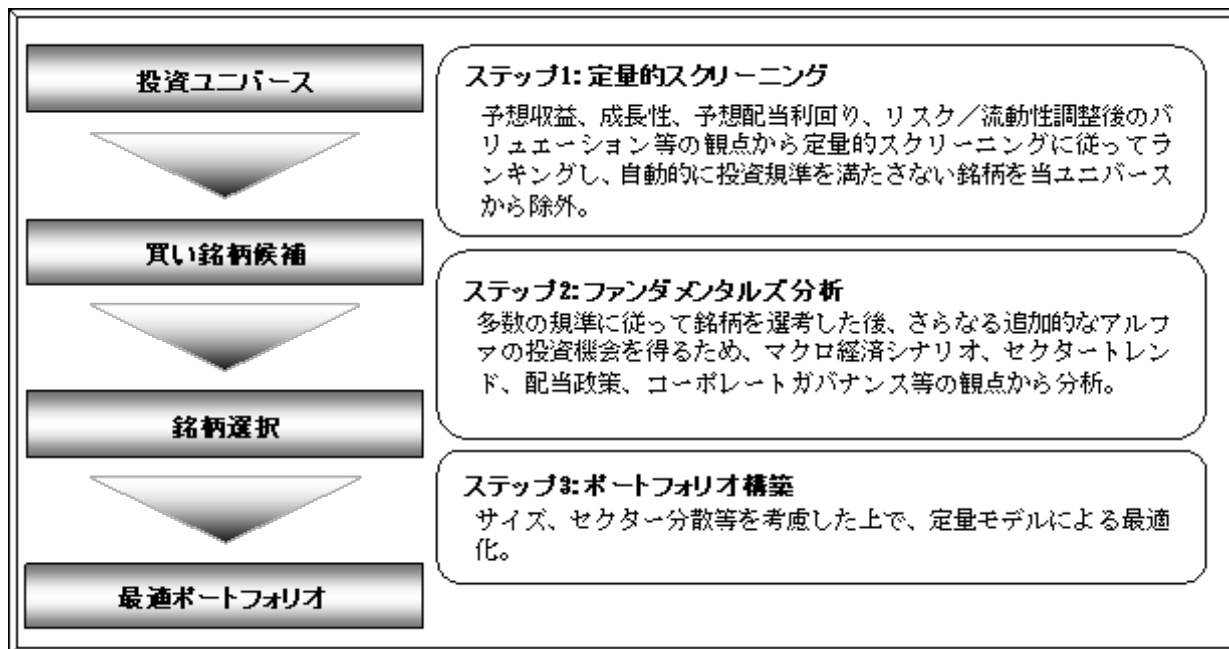 投資ユニバース
ステップ1:定量的スクリーニング
予想収益、成長性、予想配当利回り、リスク／流動性調整後のバ
リュエーション等の観点から定量的スクリーニングに従ってラ
ンキングし、自動的に投資規準を満たさない銘柄を当ユニバース
から除外。
買い銘柄候補
ステップ2:ファンダメンタルズ分析
多数の規準に従って銘柄を選考した後、さらなる追加的なアルフ
ァの投資機会を得るため、マクロ経済シナリオ、セクタートレン
ド、配当政策、コーポレートガバナンス等の観点から分析。
銘柄選択
ステップ3:ポートフォリオ構築
サイズ、セクター分散等を考慮した上で、定量モデルによる最適
化。
最適ポートフォリオ